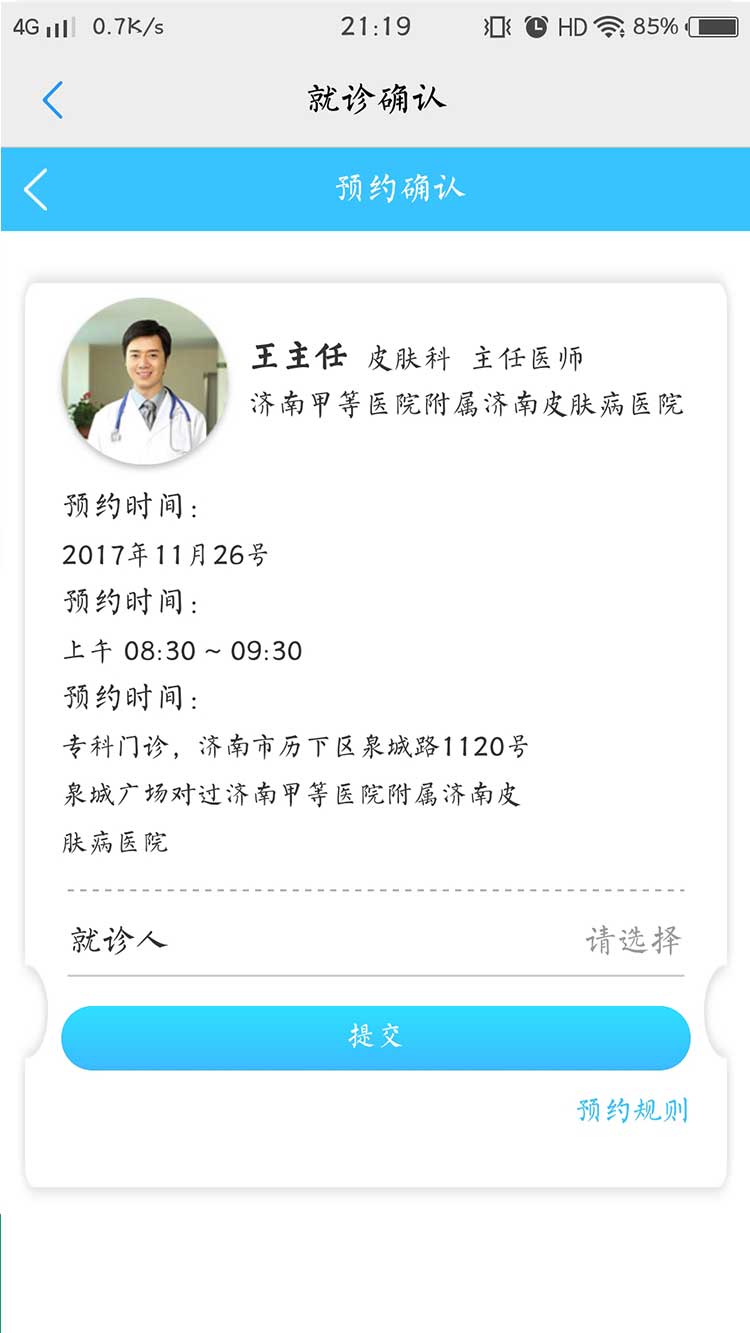 4G 0.7K/s 21:19 HD 85%
就诊确认
预约确认
王主任 皮肤科 主任医师
济南甲等医院附属济南皮肤病医院
预约时间:
2017年11月26号
预约时间:
上午 08:30 ~ 09:30
预约时间:
专科门诊，济南市历下区泉城路1120号
泉城广场对过济南甲等医院附属济南皮
肤病医院
就诊人 请选择
提交
预约规则